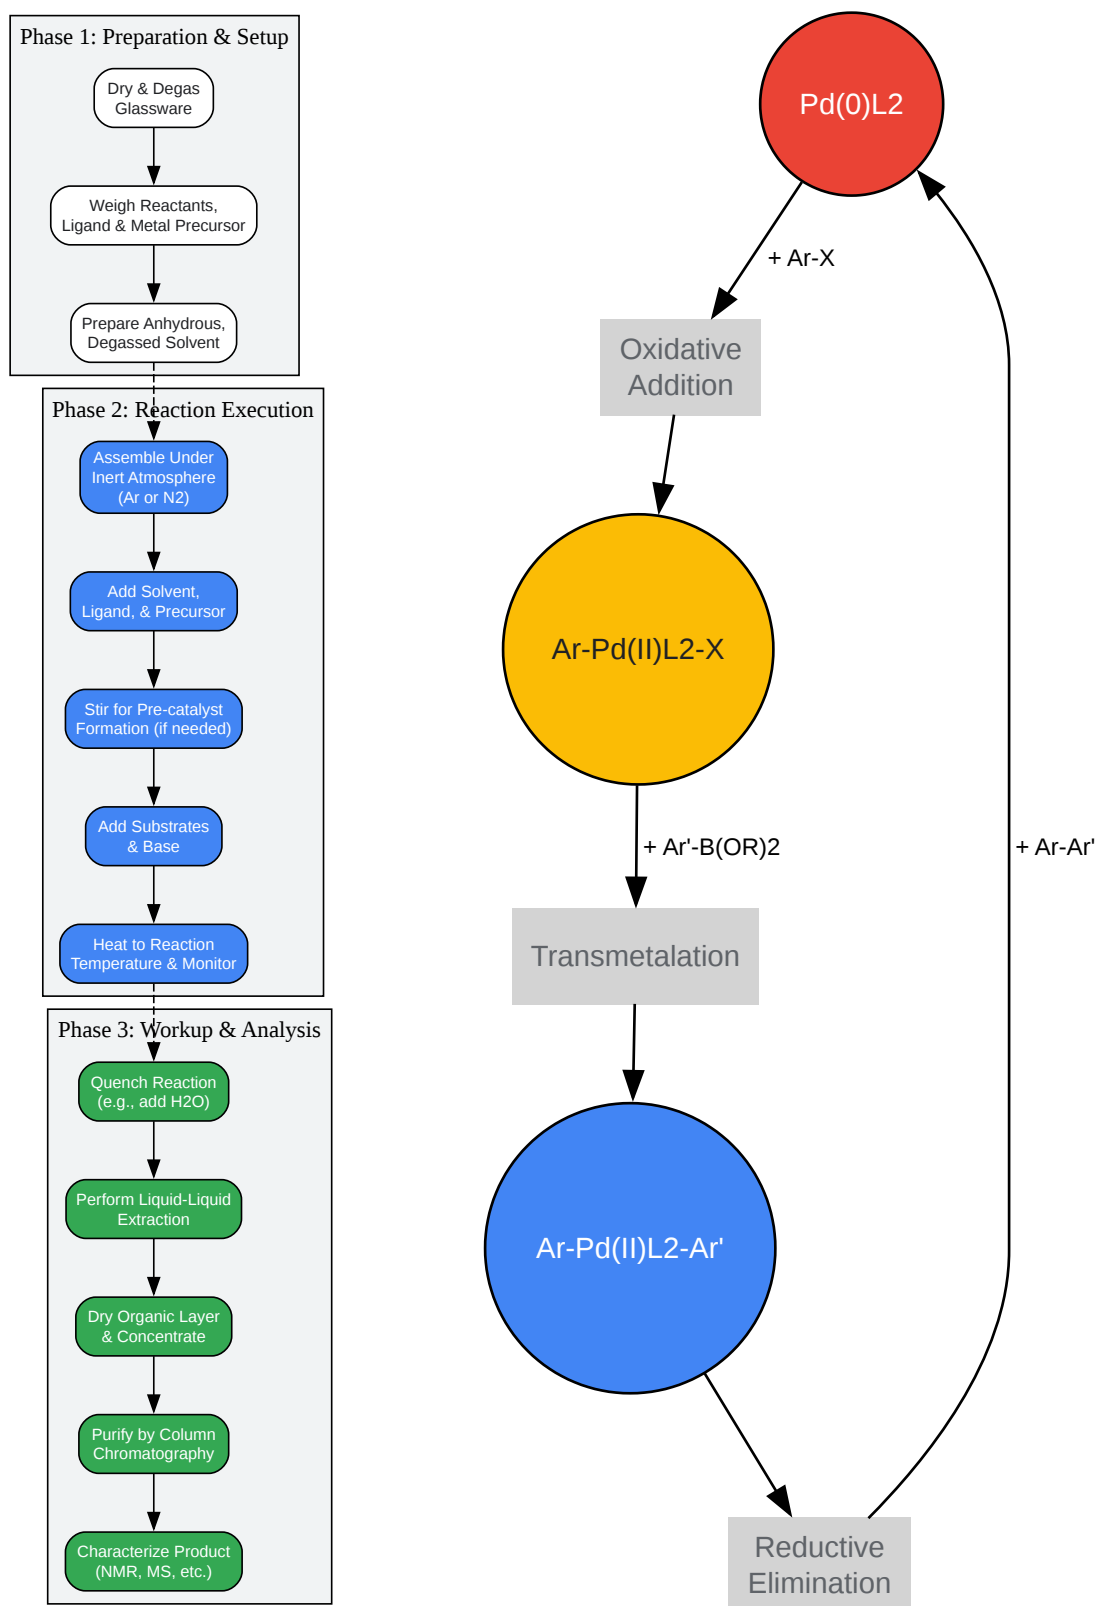 Phase 1: Preparation & Setup
Dry & Degas
Glassware
Weigh Reactants,
Ligand & Metal Precursor
Prepare Anhydrous,
Degassed Solvent
Phase 2: Reaction Execution
Assemble Under
Inert Atmosphere
(Ar or N2)
Add Solvent,
Ligand, & Precursor
Stir for Pre-catalyst
Formation (if needed)
Add Substrates
& Base
Heat to Reaction
Temperature & Monitor
Phase 3: Workup & Analysis
Quench Reaction
(e.g., add H2O)
Perform Liquid-Liquid
Extraction
Dry Organic Layer
& Concentrate
Purify by Column
Chromatography
Characterize Product
(NMR, MS, etc.)
Pd(0)L2
+ Ar-X
Oxidative
Addition
Ar-Pd(II)L2-X
+ Ar'-B(OR)2
Transmetalation
Ar-Pd(II)L2-Ar'
Reductive
Elimination
+ Ar-Ar'